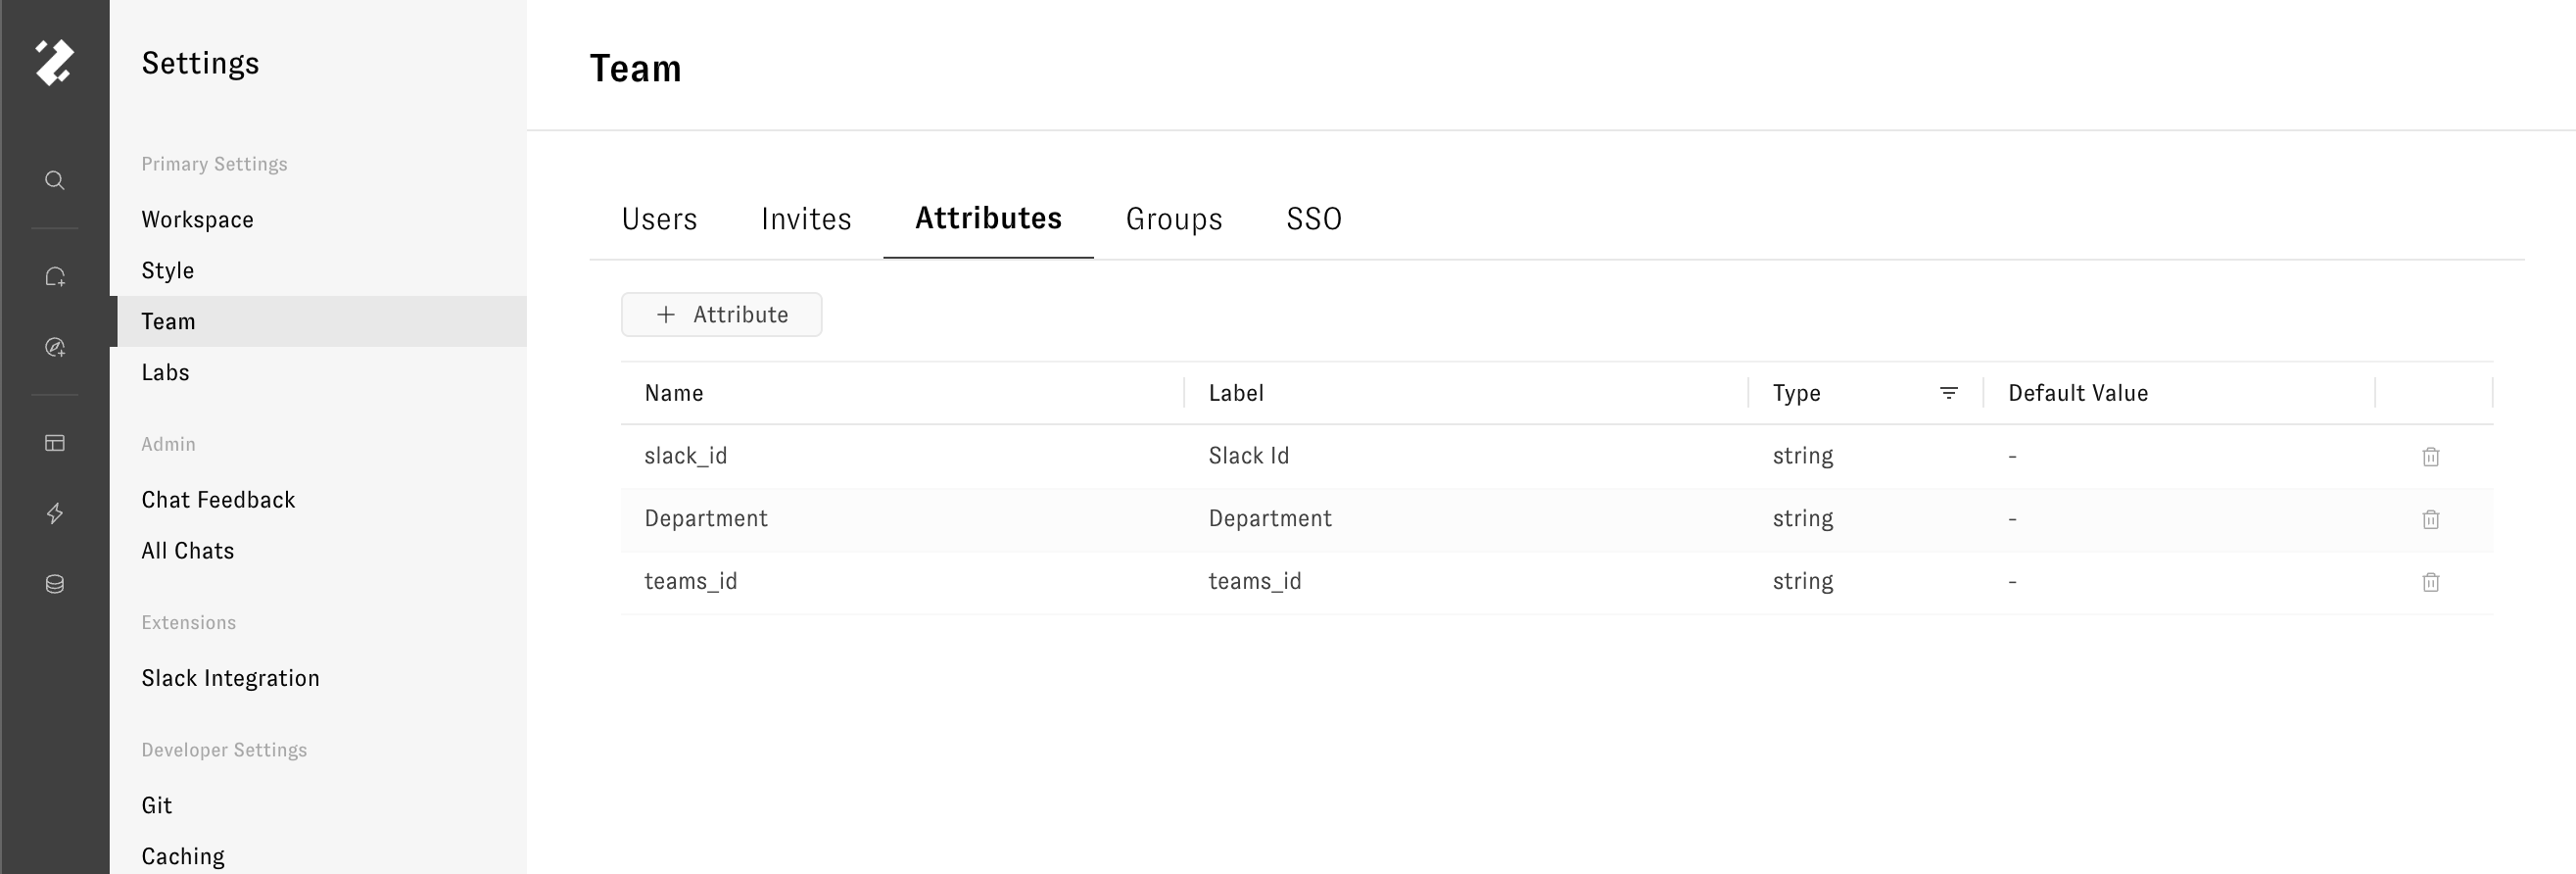 Settings
Primary Settings
Workspace
Style
Team
Labs
Admin
Chat Feedback
All Chats
Extensions
Slack Integration
Developer Settings
Git
Caching
Team
Users Invites Attributes Groups SSO
+ Attribute
Name Label Type Default Value
slack_id Slack Id string -
Department Department string -
teams_id teams_id string -